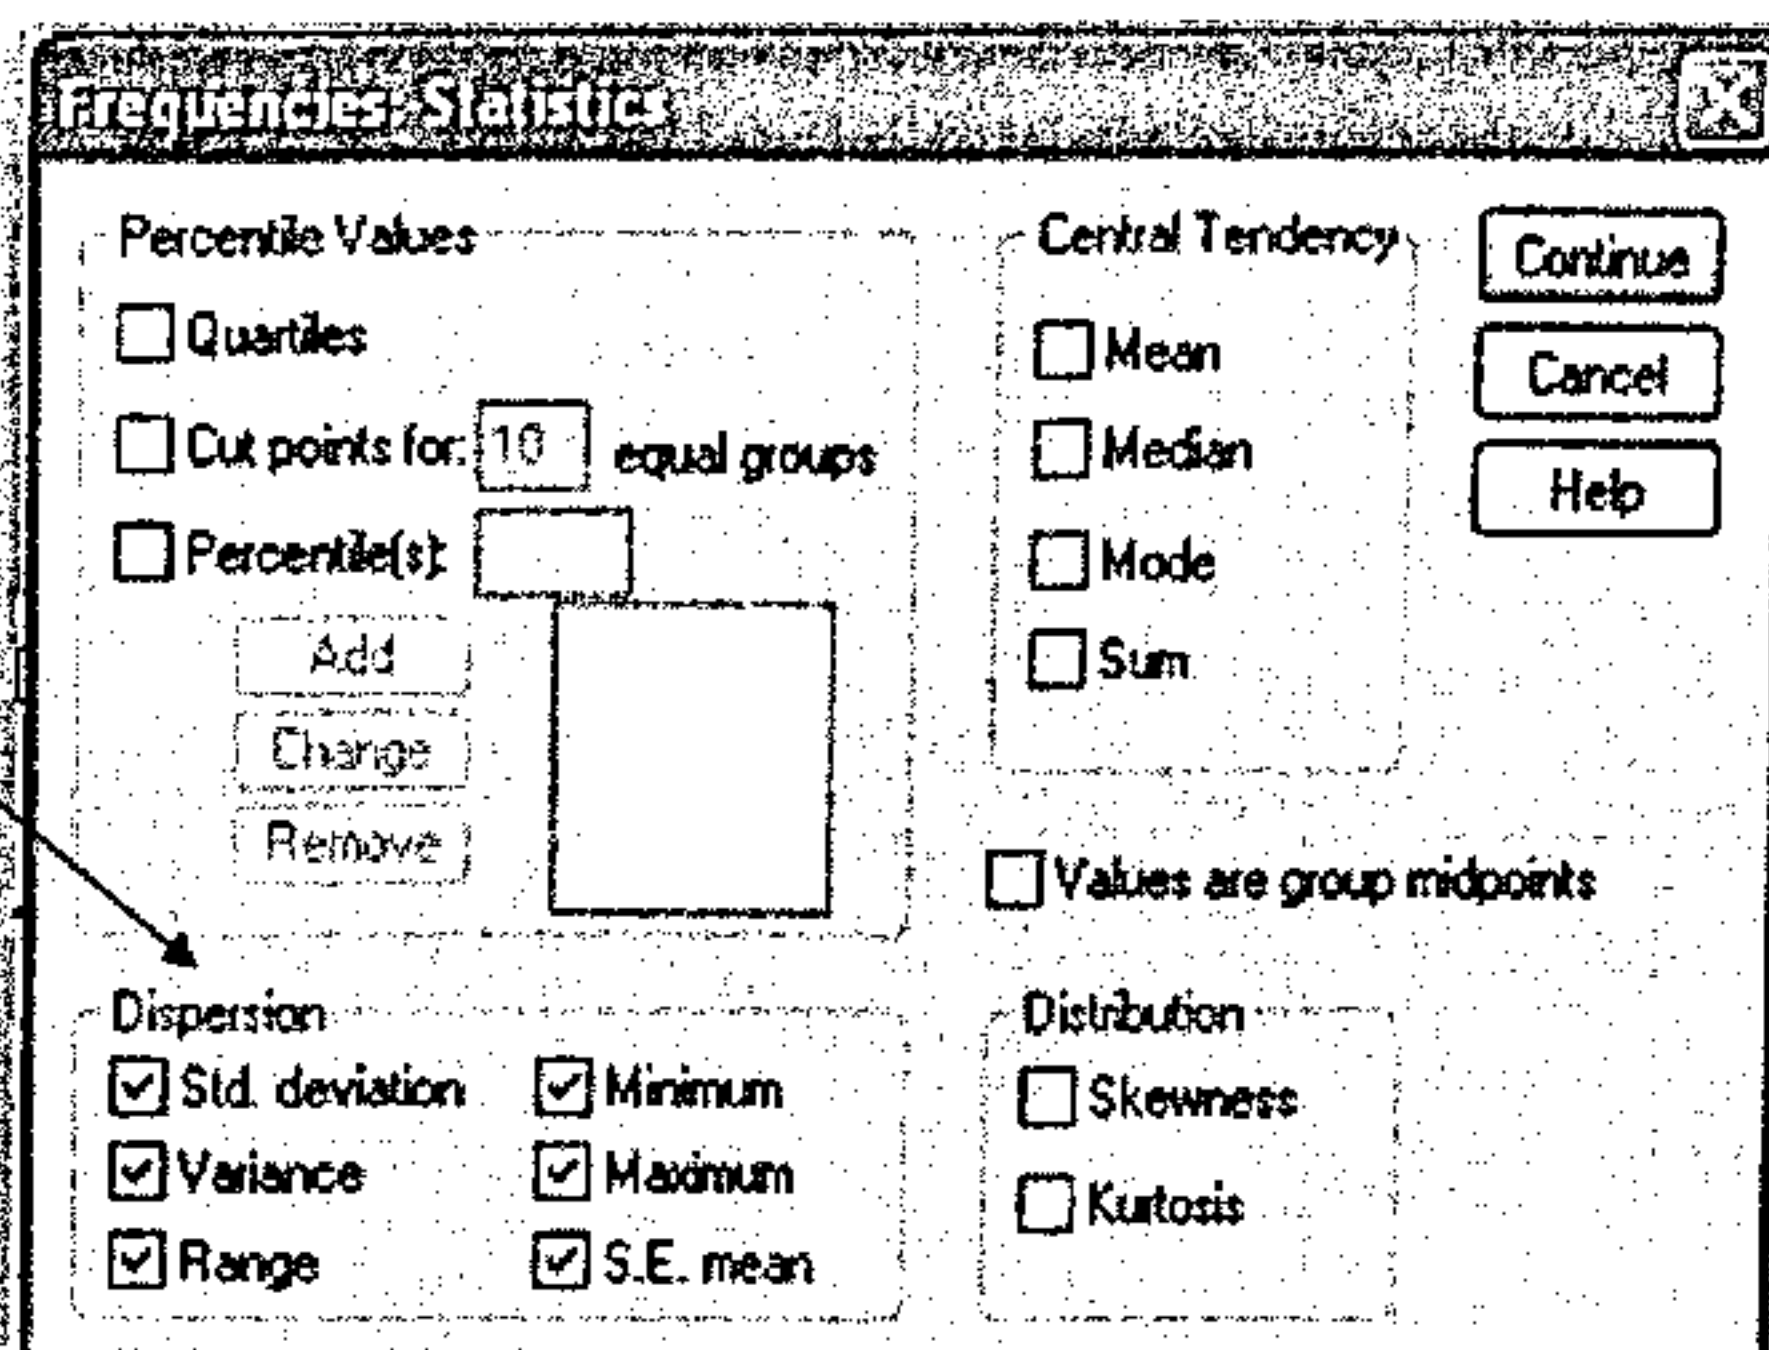 Frequencies: Statistics
Percentile Values
Quartiles
Cut points for: 10 equal groups
Percentile(s):
Add
Change
Remove
Central Tendency
Mean
Median
Mode
Sum
Continue
Cancel
Help
Values are group midpoints
Dispersion
Std. deviation
Minimum
Variance
Maximum
Range
S.E. mean
Distribution
Skewness
Kurtosis